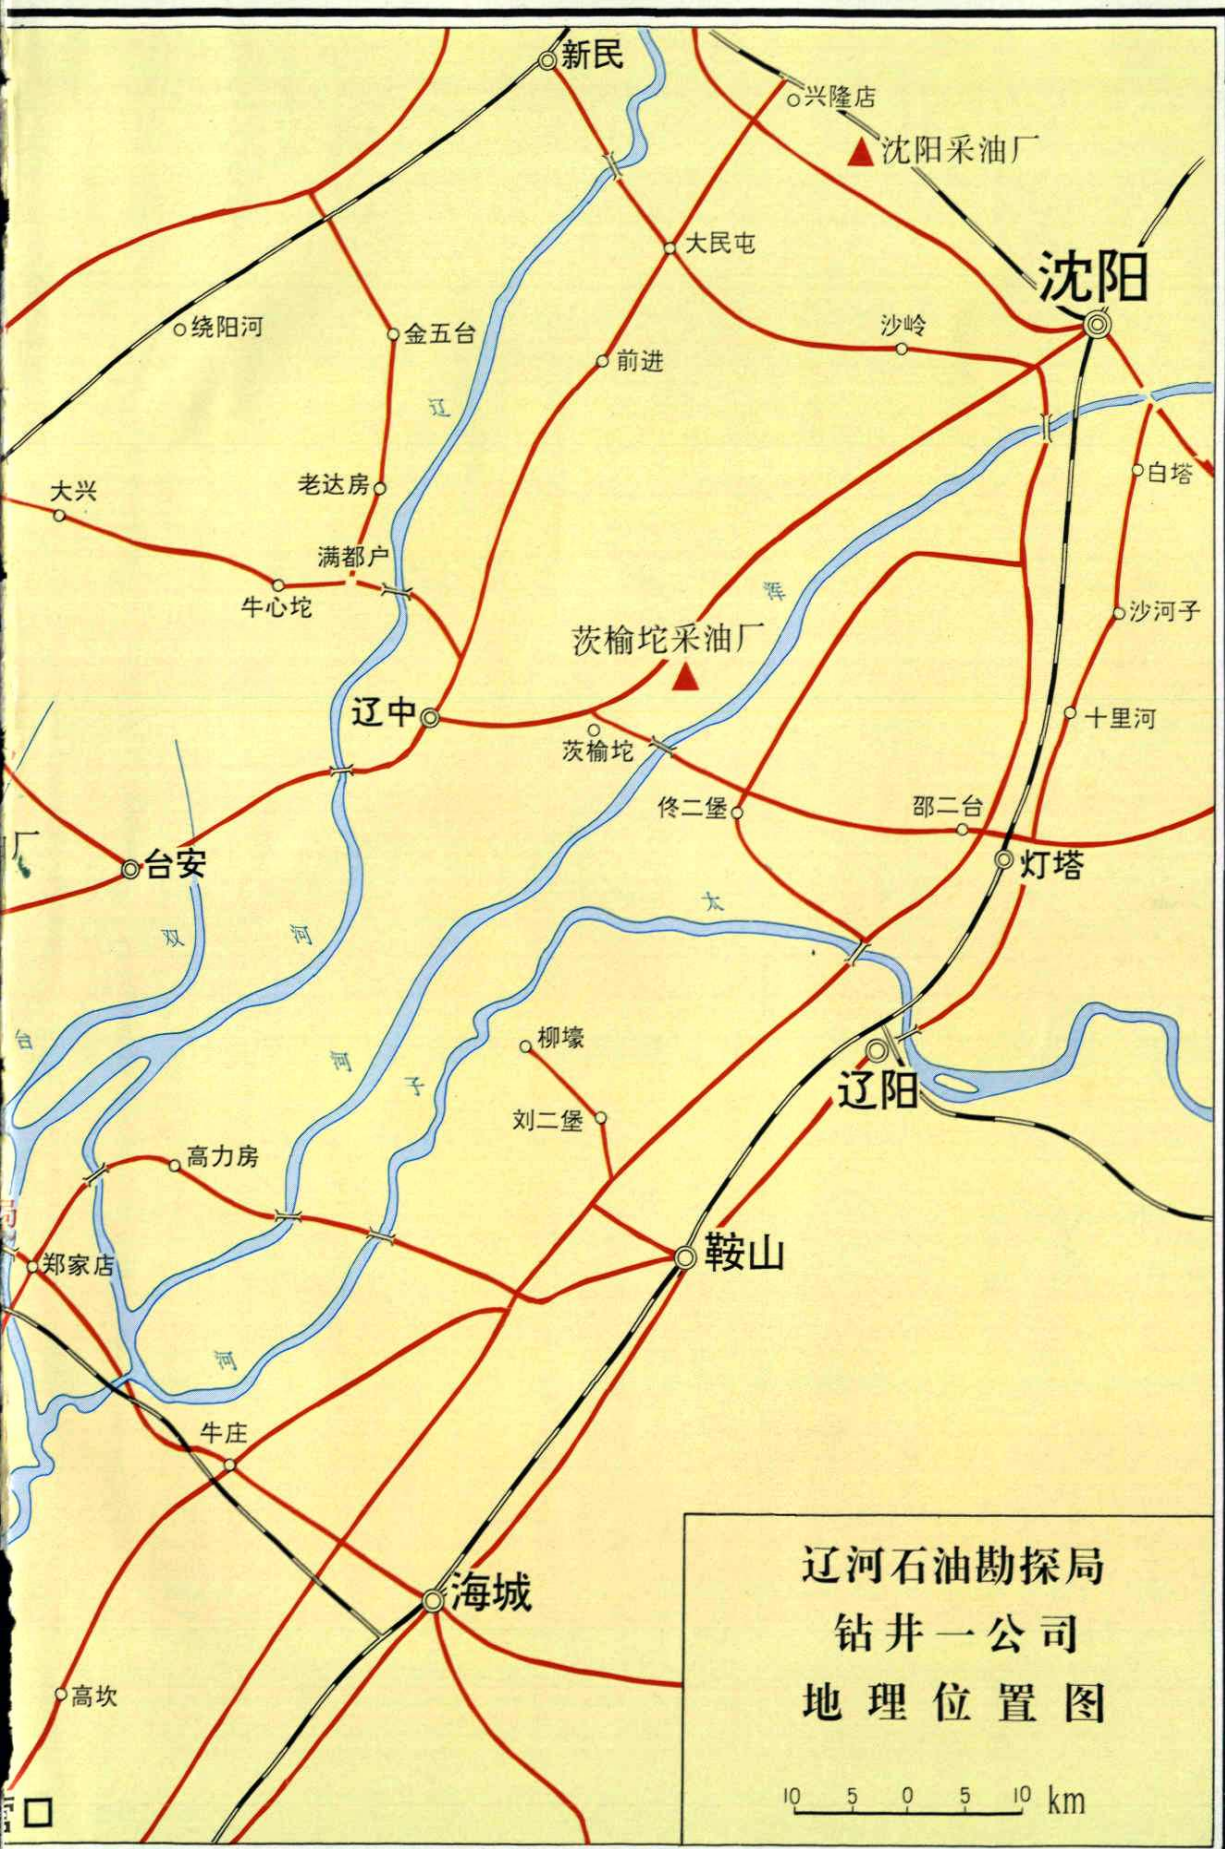 新民
兴隆店
沈阳采油厂
大民屯
沈阳
绕阳河
金五台
沙岭
前进
辽
白塔
大兴
老达房
满都户
牛心坨
浑
沙河子
茨榆坨采油厂
辽中
十里河
茨榆坨
佟二堡
邵二台
厂
台安
灯塔
太
双
河
台
柳壕
河
子
辽阳
刘二堡
高力房
局
郑家店
鞍山
河
牛庄
海城
高坎
口
辽河石油勘探局
钻井一公司
地理位置图
10 5 0 5 10 km